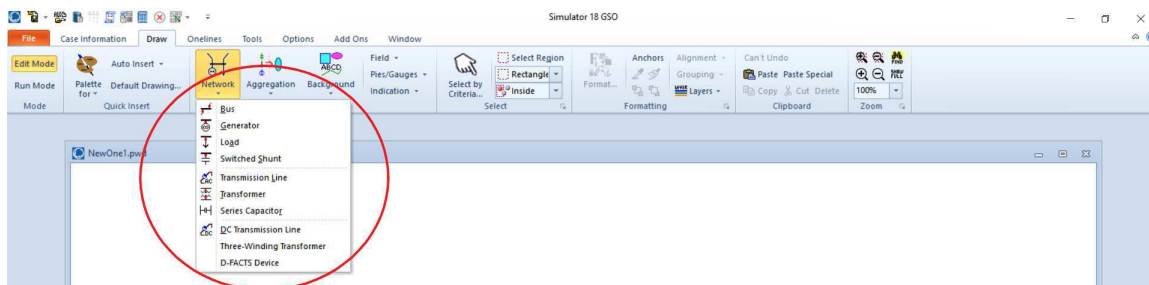 Simulator 18 GSO
File Case Information Draw Onelines Tools Options Add Ons Window
Edit Mode
Run Mode
Mode
Palette for
Auto Insert
Default Drawing...
Quick Insert
Network
Aggregation
ABCD
Background
Field
Pies/Gauges
Indication
Select by Criteria...
Select Region
Rectangle
Inside
Select
Format...
Anchors
Alignment
Grouping
Layers
Formatting
Can't Undo
Paste Paste Special
Copy Cut Delete
Clipboard
100%
Zoom
NewOne1.pwd
Bus
Generator
Load
Switched Shunt
Transmission Line
Transformer
Series Capacitor
DC Transmission Line
Three-Winding Transformer
D-FACTS Device